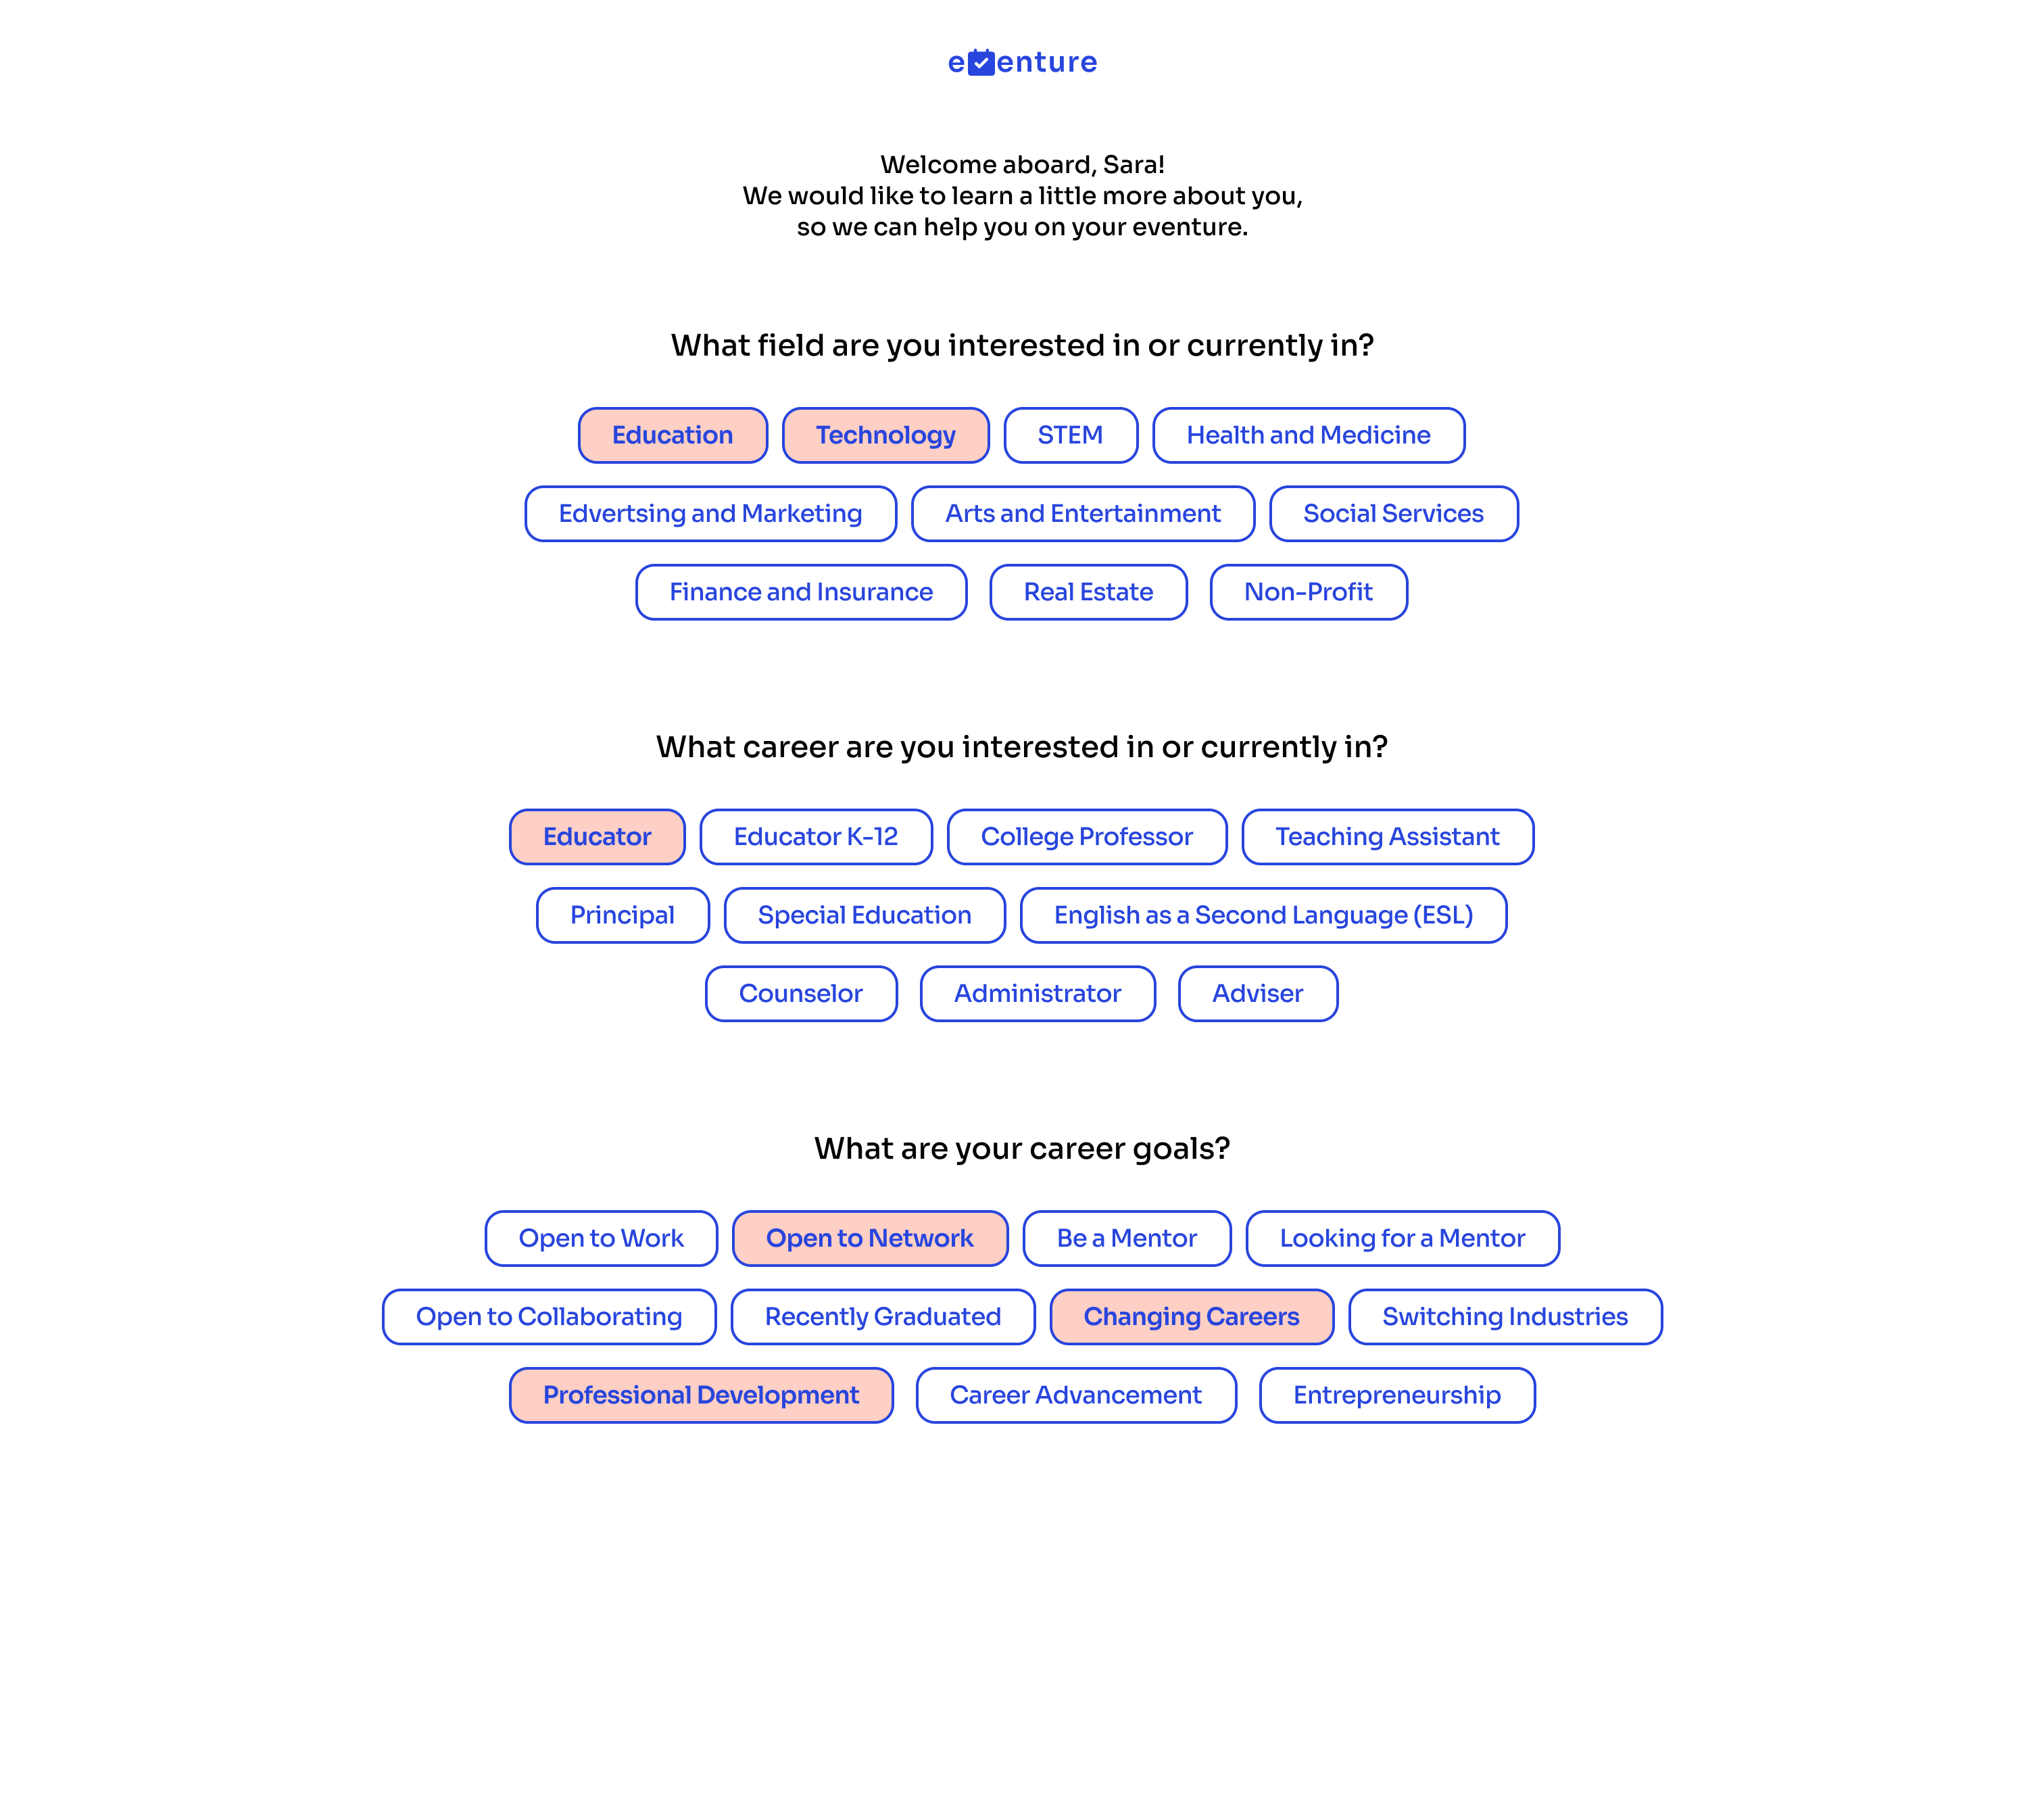 eventure
Welcome aboard, Sara!
We would like to learn a little more about you,
so we can help you on your eventure.
What field are you interested in or currently in?
Education Technology STEM Health and Medicine
Edvertsing and Marketing Arts and Entertainment Social Services
Finance and Insurance Real Estate Non-Profit
What career are you interested in or currently in?
Educator Educator K-12 College Professor Teaching Assistant
Principal Special Education English as a Second Language (ESL)
Counselor Administrator Adviser
What are your career goals?
Open to Work Open to Network Be a Mentor Looking for a Mentor
Open to Collaborating Recently Graduated Changing Careers Switching Industries
Professional Development Career Advancement Entrepreneurship